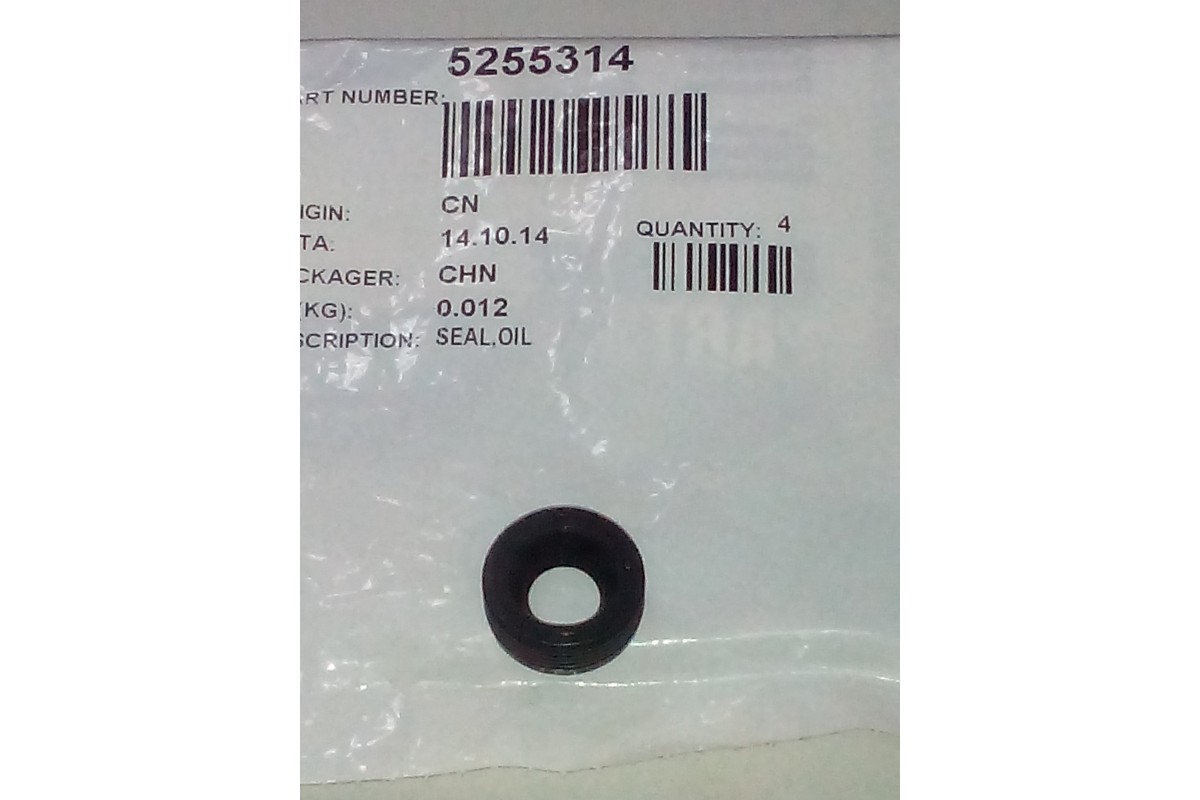 5255314
ART NUMBER:
IGIN: CN
TA: 14.10.14
QUANTITY: 4
CKAGER: CHN
(KG): 0.012
SCRIPTION: SEAL,OIL